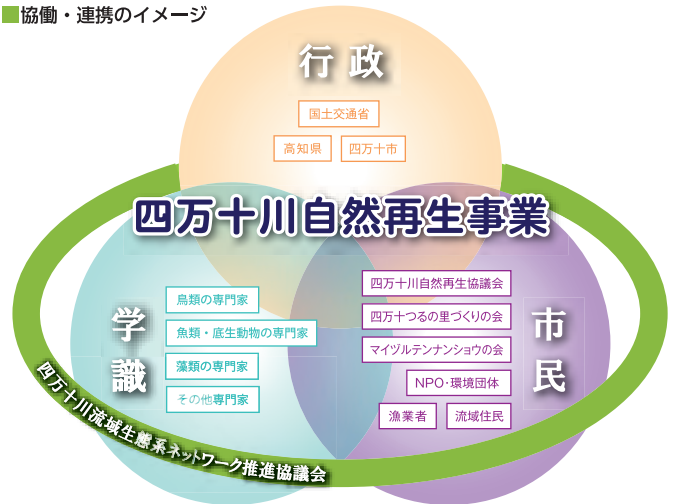 ■協働・連携のイメージ
行政
国土交通省
高知県
四万十市
四万十川自然再生事業
学識
鳥類の専門家
魚類・底生動物の専門家
藻類の専門家
その他専門家
市民
四万十川自然再生協議会
四万十つるの里づくりの会
マイヅルテンナンショウの会
NPO・環境団体
漁業者
流域住民
四万十川流域生態系ネットワーク推進協議会